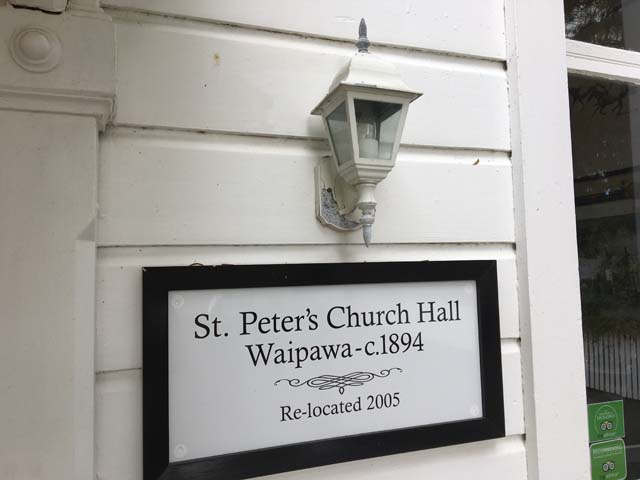 St. Peter's Church Hall
Waipawa-c.1894
Re-located 2005